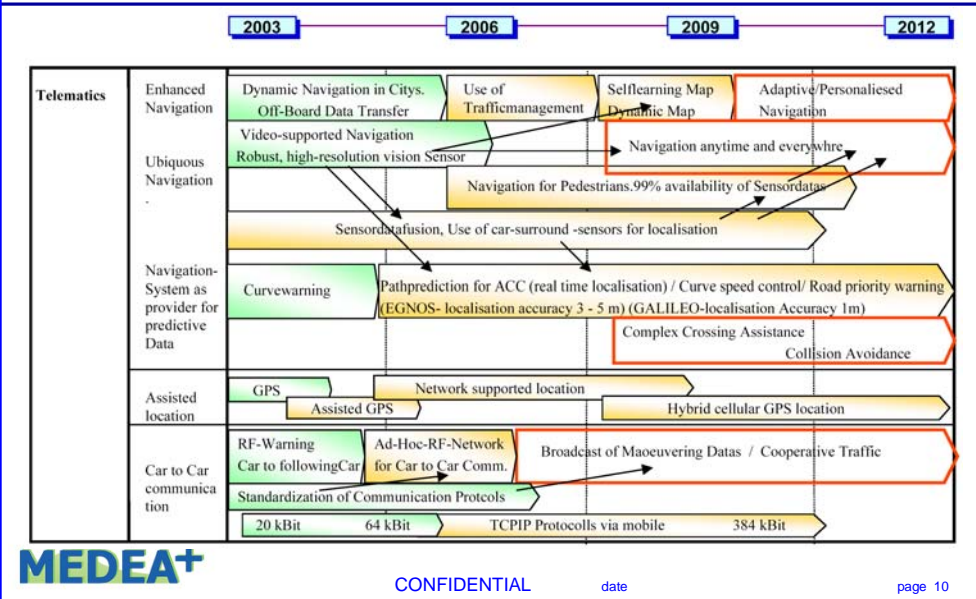 2003
2006
2009
2012
Telematics
Enhanced
Navigation
Dynamic Navigation in Citys.
Off-Board Data Transfer
Use of
Trafficmanagement
Selflearning Map
Dynamic Map
Adaptive/Personaliesed
Navigation
Ubiquous
Navigation
.
Video-supported Navigation
Robust, high-resolution vision Sensor
Navigation anytime and everywhre
Navigation for Pedestrians.99% availability of Sensordatas
Sensordatafusion, Use of car-surround -sensors for localisation
Navigation-
System as
provider for
predictive
Data
Curvewarning
Pathprediction for ACC (real time localisation) / Curve speed control/ Road priority warning
(EGNOS- localisation accuracy 3 - 5 m) (GALILEO-localisation Accuracy 1m)
Complex Crossing Assistance
Collision Avoidance
Assisted
location
GPS
Assisted GPS
Network supported location
Hybrid cellular GPS location
Car to Car
communica
tion
RF-Warning
Car to followingCar
Ad-Hoc-RF-Network
for Car to Car Comm.
Broadcast of Maoeuvering Datas / Cooperative Traffic
Standardization of Communication Protcols
20 kBit
64 kBit
TCPIP Protocolls via mobile
384 kBit
MEDEA+
CONFIDENTIAL
date
page 10